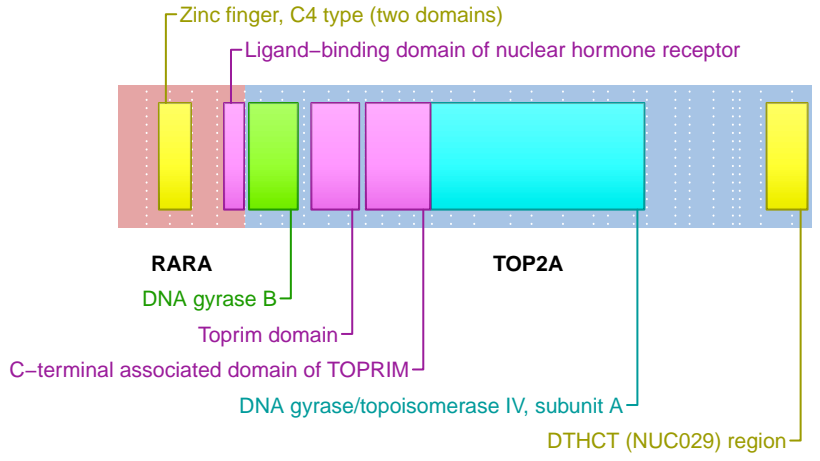 Zinc finger, C4 type (two domains)
Ligand−binding domain of nuclear hormone receptor
RARA
TOP2A
DNA gyrase B
Toprim domain
C−terminal associated domain of TOPRIM
DNA gyrase/topoisomerase IV, subunit A
DTHCT (NUC029) region